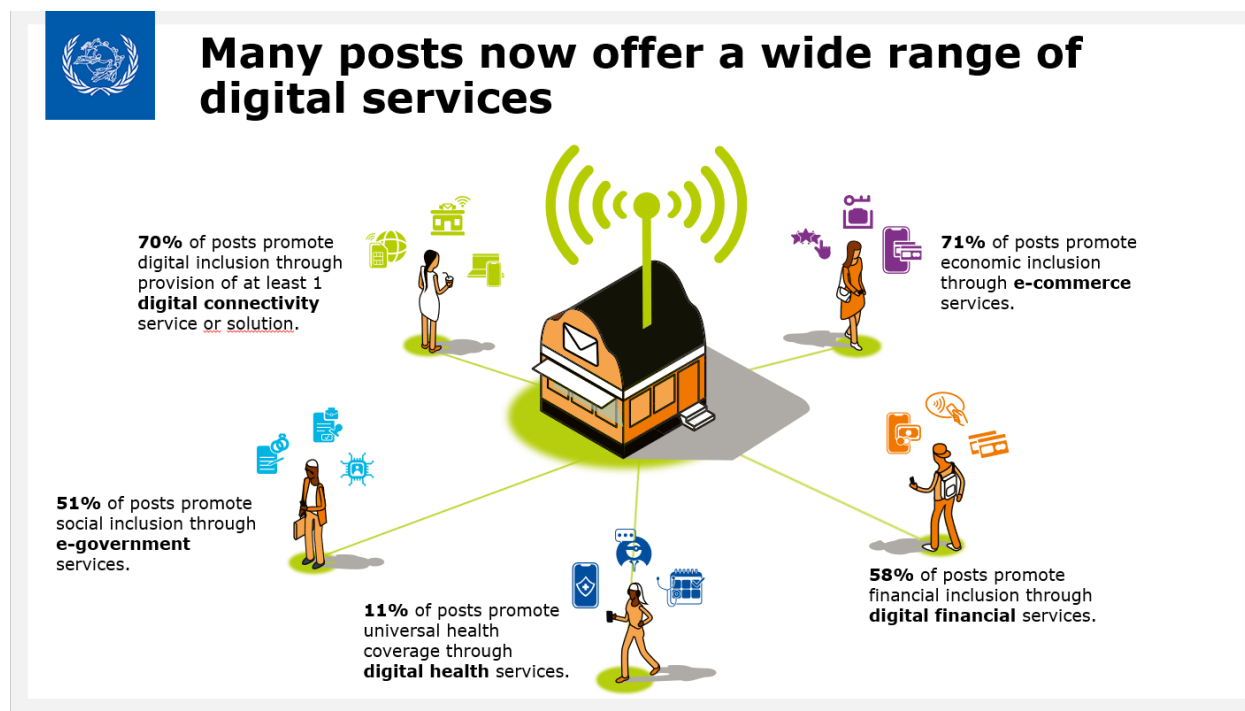 Many posts now offer a wide range of
digital services
70% of posts promote
digital inclusion through
provision of at least 1
digital connectivity
service or solution.
71% of posts promote
economic inclusion
through e-commerce
services.
51% of posts promote
social inclusion through
e-government
services.
58% of posts promote
financial inclusion through
digital financial services.
11% of posts promote
universal health
coverage through
digital health services.